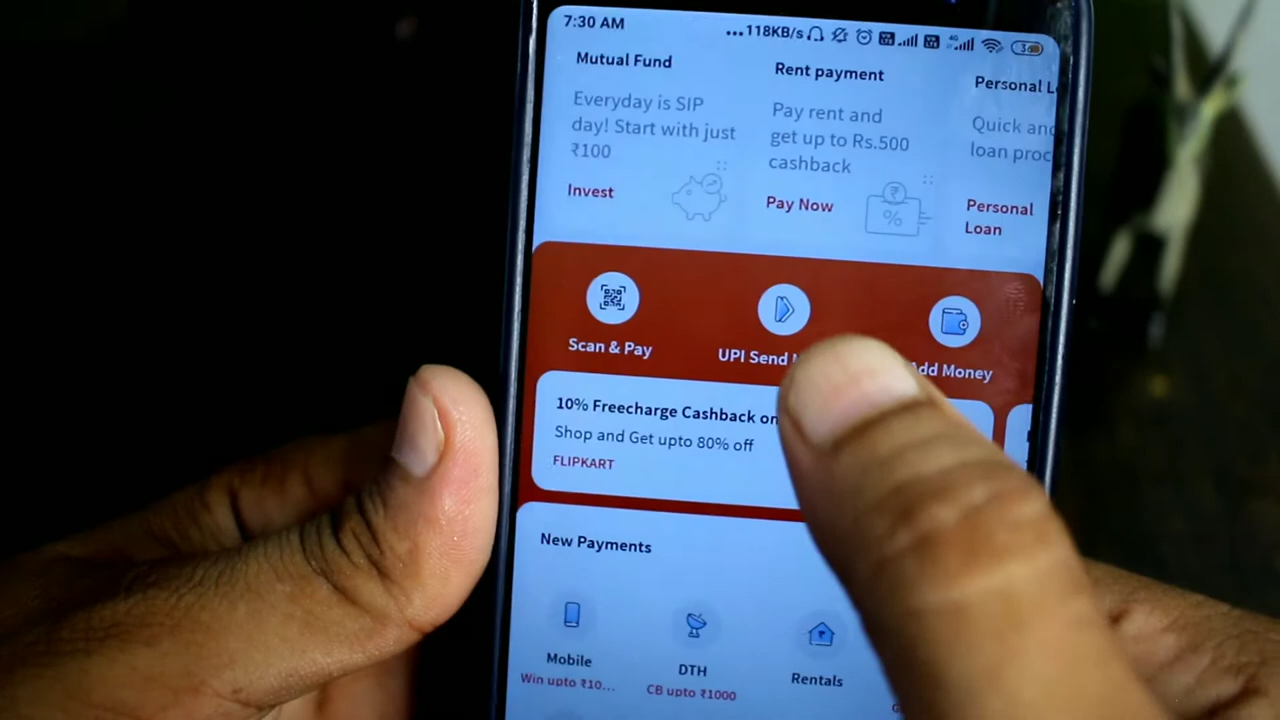 7:30 AM
...118KB/s
Mutual Fund
Everyday is SIP
day! Start with just
₹100
Invest
Rent payment
Pay rent and
get up to Rs.500
cashback
Pay Now
Personal
Quick
loan
Personal
Loan
Scan & Pay
UPI Send
Add Money
10% Freecharge Cashback on
Shop and Get upto 80% off
FLIPKART
New Payments
Mobile
Win upto ₹10...
DTH
CB upto ₹1000
Rentals